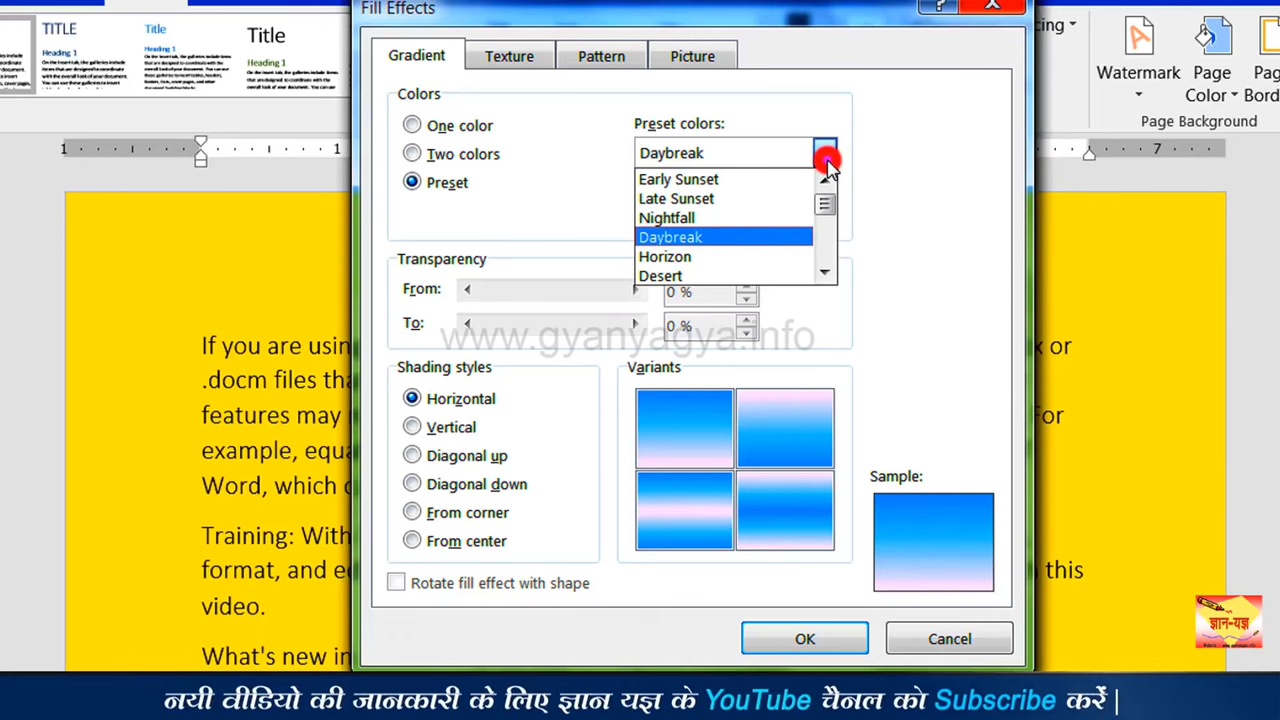 Fill Effects
TITLE
Title
Title
Heading 1
Heading 1
Heading 1
cing
Watermark
Page
Color
Pag
Bord
Page Background
Gradient
Texture
Pattern
Picture
Colors
One color
Two colors
Preset
Preset colors:
Daybreak
Early Sunset
Late Sunset
Nightfall
Daybreak
Horizon
Desert
1
1
7
Transparency
From:
0 %
To:
0 %
www.gyanyagya.info
Shading styles
Horizontal
Vertical
Diagonal up
Diagonal down
From corner
From center
Variants
Sample:
Rotate fill effect with shape
OK
Cancel
If you are usin
x or
.docm files tha
features may
For
example, equa
Word, which c
Training: With
format, and e
this
video.
What's new in
ज्ञान-यज्ञ
नयी वीडियो की जानकारी के लिए ज्ञान यज्ञ के YouTube चैनल को Subscribe करें |